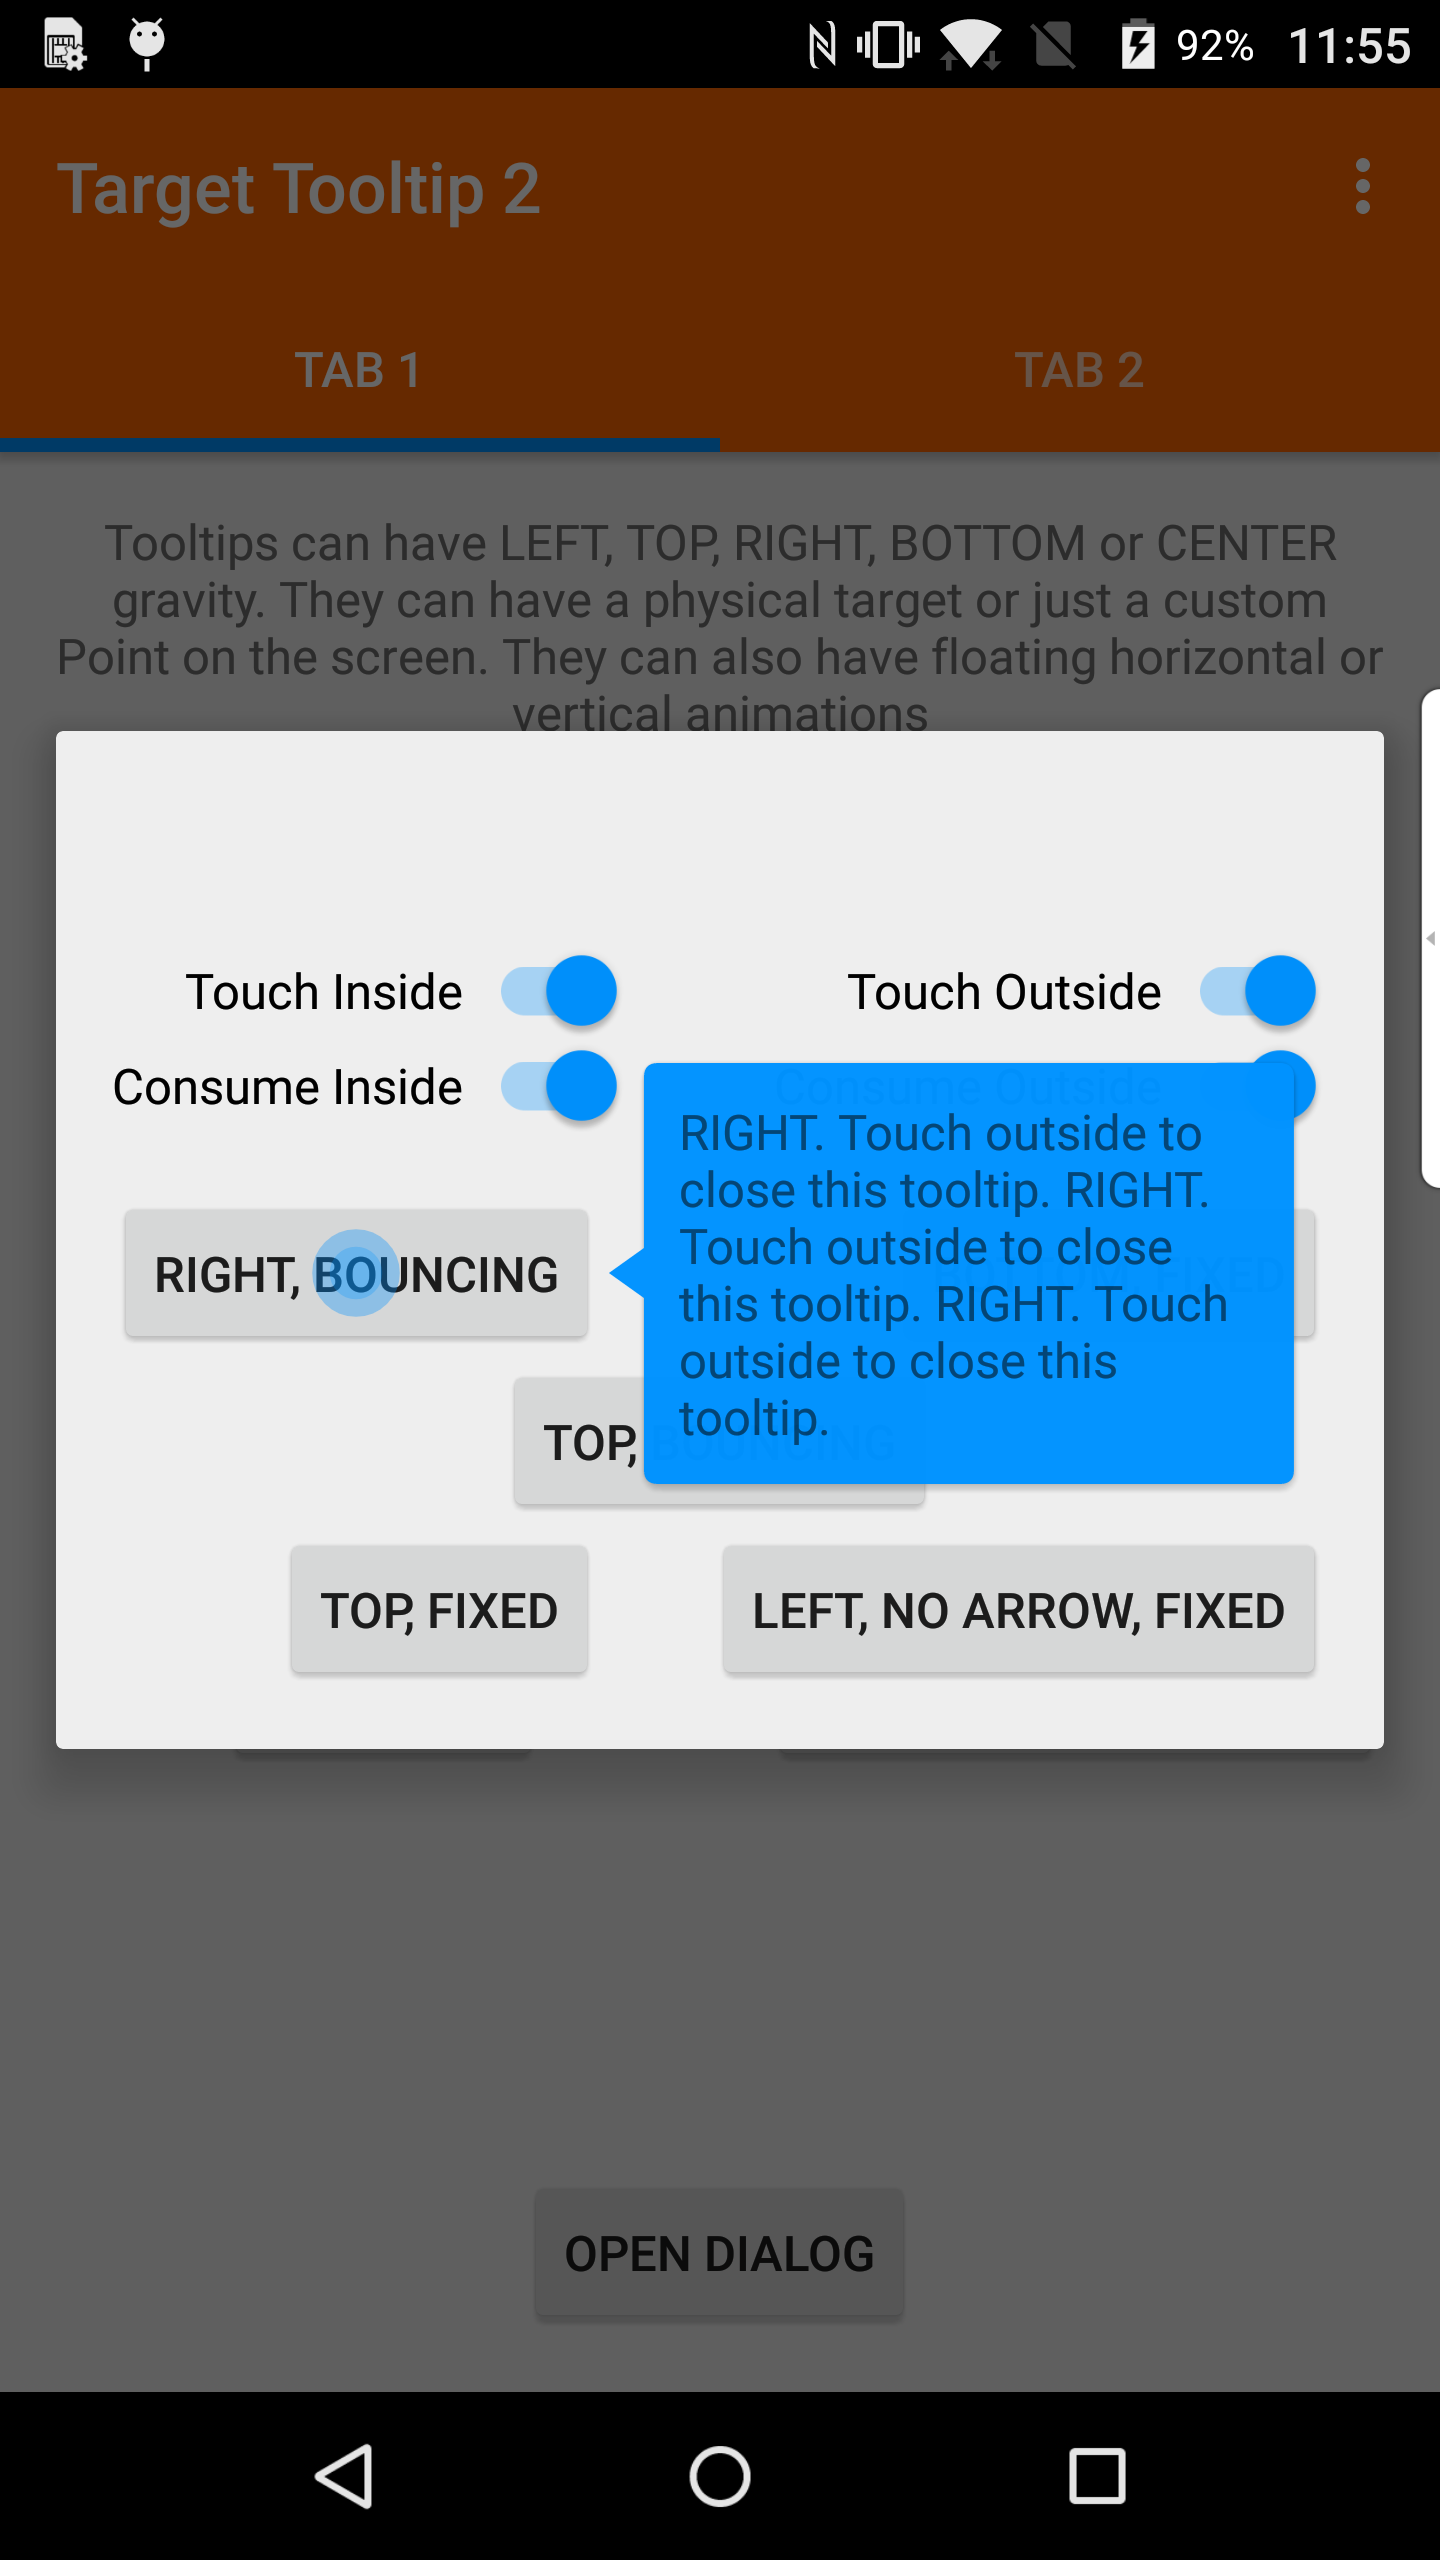 92% 11:55
Target Tooltip 2
TAB 1 TAB 2
Tooltips can have LEFT, TOP, RIGHT, BOTTOM or CENTER
gravity. They can have a physical target or just a custom
Point on the screen. They can also have floating horizontal or
vertical animations
Touch Inside Touch Outside
Consume Inside Consume Outside
RIGHT. Touch outside to
close this tooltip. RIGHT.
Touch outside to close
this tooltip. RIGHT. Touch
outside to close this
tooltip.
RIGHT, BOUNCING BOTTOM, FIXED
TOP, BOUNCING
TOP, FIXED LEFT, NO ARROW, FIXED
OPEN DIALOG